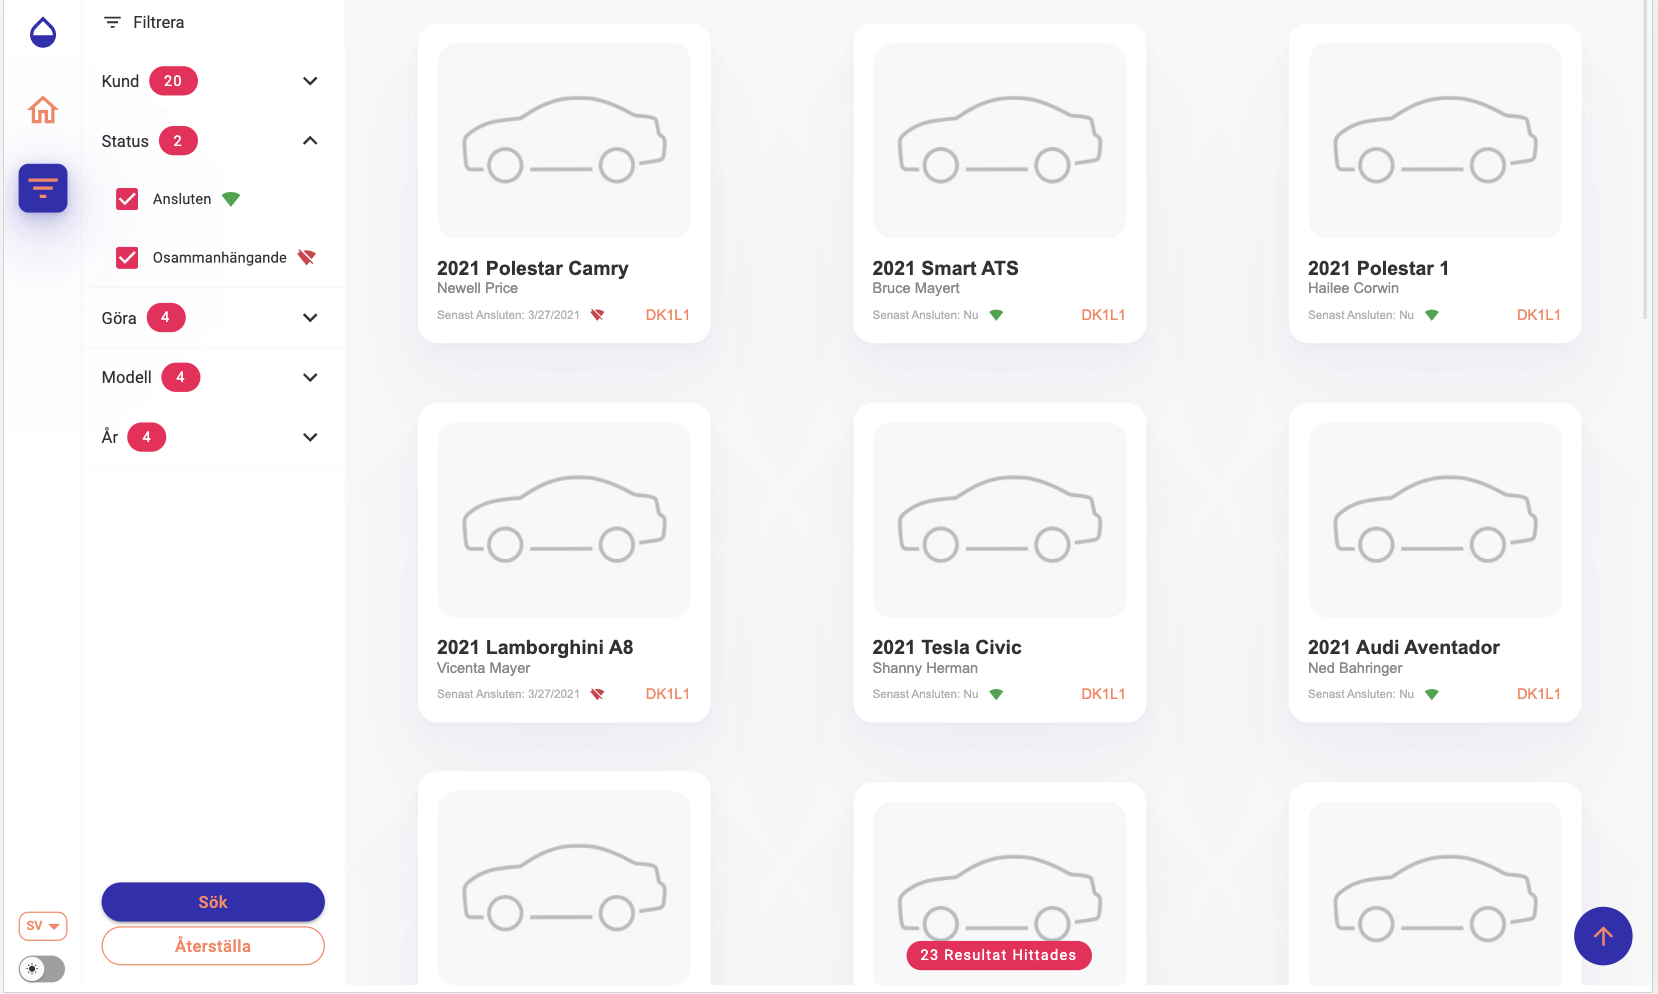 Filtrera
Kund 20
Status 2
Ansluten
Osammanhängande
Göra 4
Modell 4
År 4
Sök
Återställa
SV
2021 Polestar Camry
Newell Price
Senast Ansluten: 3/27/2021 DK1L1
2021 Smart ATS
Bruce Mayert
Senast Ansluten: Nu DK1L1
2021 Polestar 1
Hailee Corwin
Senast Ansluten: Nu DK1L1
2021 Lamborghini A8
Vicenta Mayer
Senast Ansluten: 3/27/2021 DK1L1
2021 Tesla Civic
Shanny Herman
Senast Ansluten: Nu DK1L1
2021 Audi Aventador
Ned Bahringer
Senast Ansluten: Nu DK1L1
23 Resultat Hittades